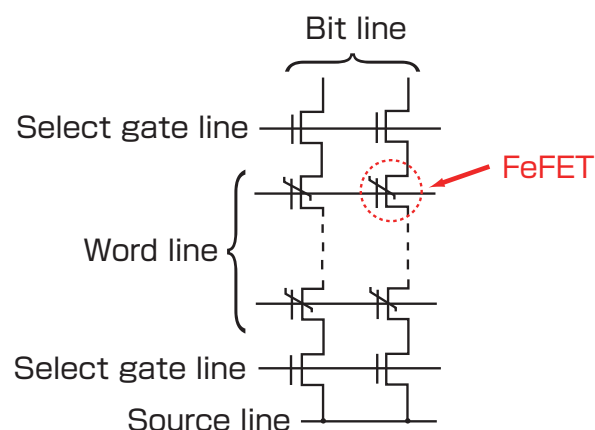 Bit line
Select gate line
FeFET
Word line
Select gate line
Source line